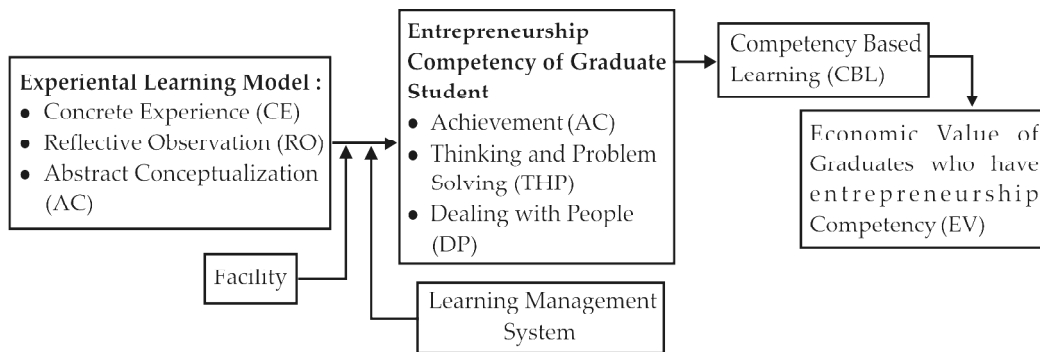 Experiential Learning Model :
• Concrete Experience (CE)
• Reflective Observation (RO)
• Abstract Conceptualization
(AC)
Facility
Entrepreneurship
Competency of Graduate
Student
• Achievement (AC)
• Thinking and Problem
Solving (THP)
• Dealing with People
(DP)
Learning Management
System
Competency Based
Learning (CBL)
Economic Value of
Graduates who have
entrepreneurship
Competency (EV)